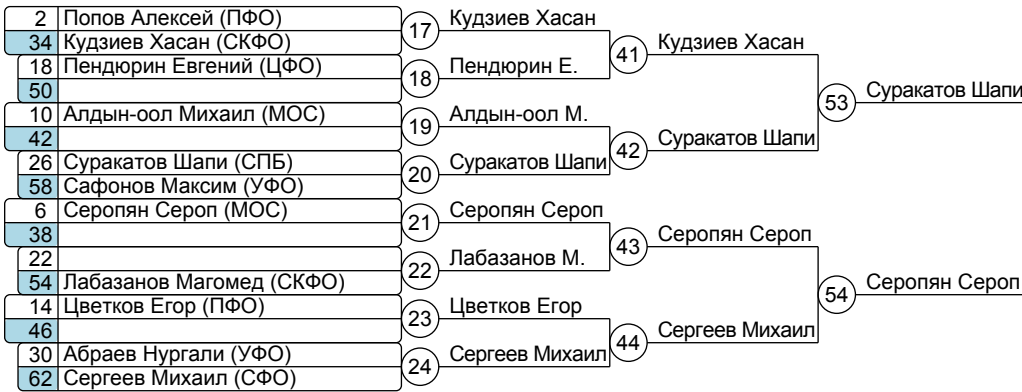 2 Попов Алексей (ПФО)
34 Кудзиев Хасан (СКФО)
17 Кудзиев Хасан
18 Пендюрин Евгений (ЦФО)
50
18 Пендюрин Е.
41 Кудзиев Хасан
10 Алдын-оол Михаил (МОС)
42
19 Алдын-оол М.
26 Суракатов Шапи (СПБ)
58 Сафонов Максим (УФО)
20 Суракатов Шапи
42 Суракатов Шапи
53 Суракатов Шапи
6 Серопян Сероп (МОС)
38
21 Серопян Сероп
22
54 Лабазанов Магомед (СКФО)
22 Лабазанов М.
43 Серопян Сероп
14 Цветков Егор (ПФО)
46
23 Цветков Егор
30 Абраев Нургали (УФО)
62 Сергеев Михаил (СФО)
24 Сергеев Михаил
44 Сергеев Михаил
54 Серопян Сероп